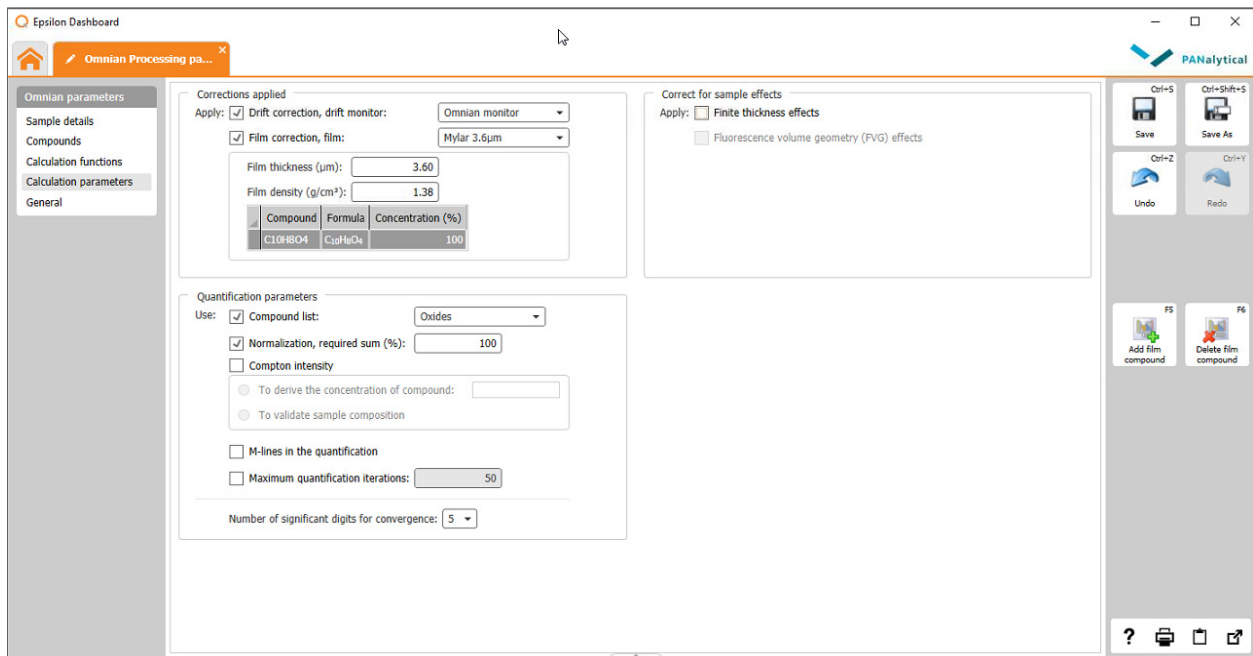 Epsilon Dashboard
Omnian Processing pa...
PANalytical
Omnian parameters
Sample details
Compounds
Calculation functions
Calculation parameters
General
Corrections applied
Apply: Drift correction, drift monitor: Omnian monitor
Film correction, film: Mylar 3.6µm
Film thickness (µm): 3.60
Film density (g/cm³): 1.38
Compound Formula Concentration (%)
C10H8O4 C₁₀H₈O₄ 100
Correct for sample effects
Apply: Finite thickness effects
Fluorescence volume geometry (FVG) effects
Quantification parameters
Use: Compound list: Oxides
Normalization, required sum (%): 100
Compton intensity
To derive the concentration of compound:
To validate sample composition
M-lines in the quantification
Maximum quantification iterations: 50
Number of significant digits for convergence: 5
Ctrl+S
Save
Ctrl+Shift+S
Save As
Ctrl+Z
Undo
Ctrl+Y
Redo
F5
Add film
compound
F6
Delete film
compound
?